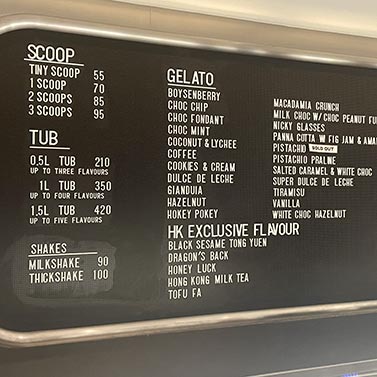 SCOOP
TINY SCOOP 55
1 SCOOP 70
2 SCOOPS 85
3 SCOOPS 95
TUB
0,5L TUB 210
UP TO THREE FLAVOURS
1L TUB 350
UP TO FOUR FLAVOURS
1,5L TUB 420
UP TO FIVE FLAVOURS
SHAKES
MILKSHAKE 90
THICKSHAKE 100
GELATO
BOYSENBERRY
CHOC CHIP
CHOC FONDANT
CHOC MINT
COCONUT & LYCHEE
COFFEE
COOKIES & CREAM
DULCE DE LECHE
GIANDUIA
HAZELNUT
HOKEY POKEY
MACADAMIA CRUNCH
MILK CHOC W/ CHOC PEANUT FU
NICKY GLASSES
PANNA COTTA W FIG JAM & AMA
PISTACHIO SOLD OUT
PISTACHIO PRALINE
SALTED CARAMEL & WHITE CHOC
SUPER DULCE DE LECHE
TIRAMISU
VANILLA
WHITE CHOC HAZELNUT
HK EXCLUSIVE FLAVOUR
BLACK SESAME TONG YUEN
DRAGON'S BACK
HONEY LUCK
HONG KONG MILK TEA
TOFU FA